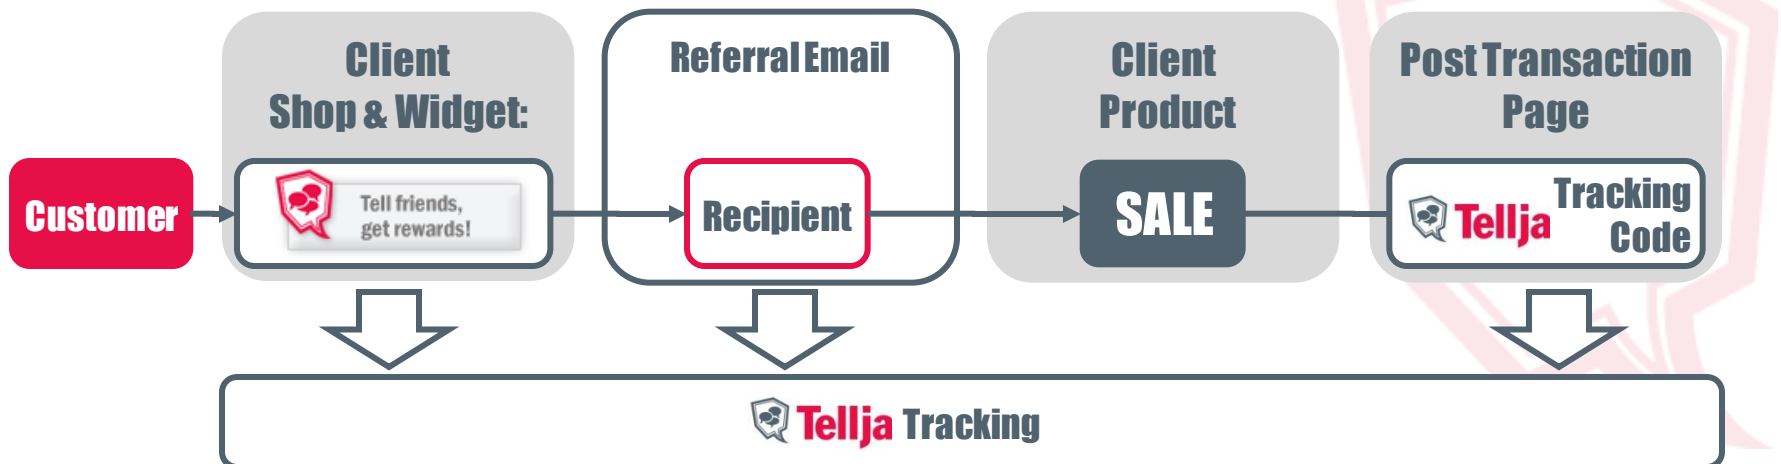 Client
Shop & Widget:
Referral Email
Client
Product
Post Transaction
Page
Customer
Tell friends,
get rewards!
Recipient
SALE
Tellja
Tracking
Code
Tellja Tracking